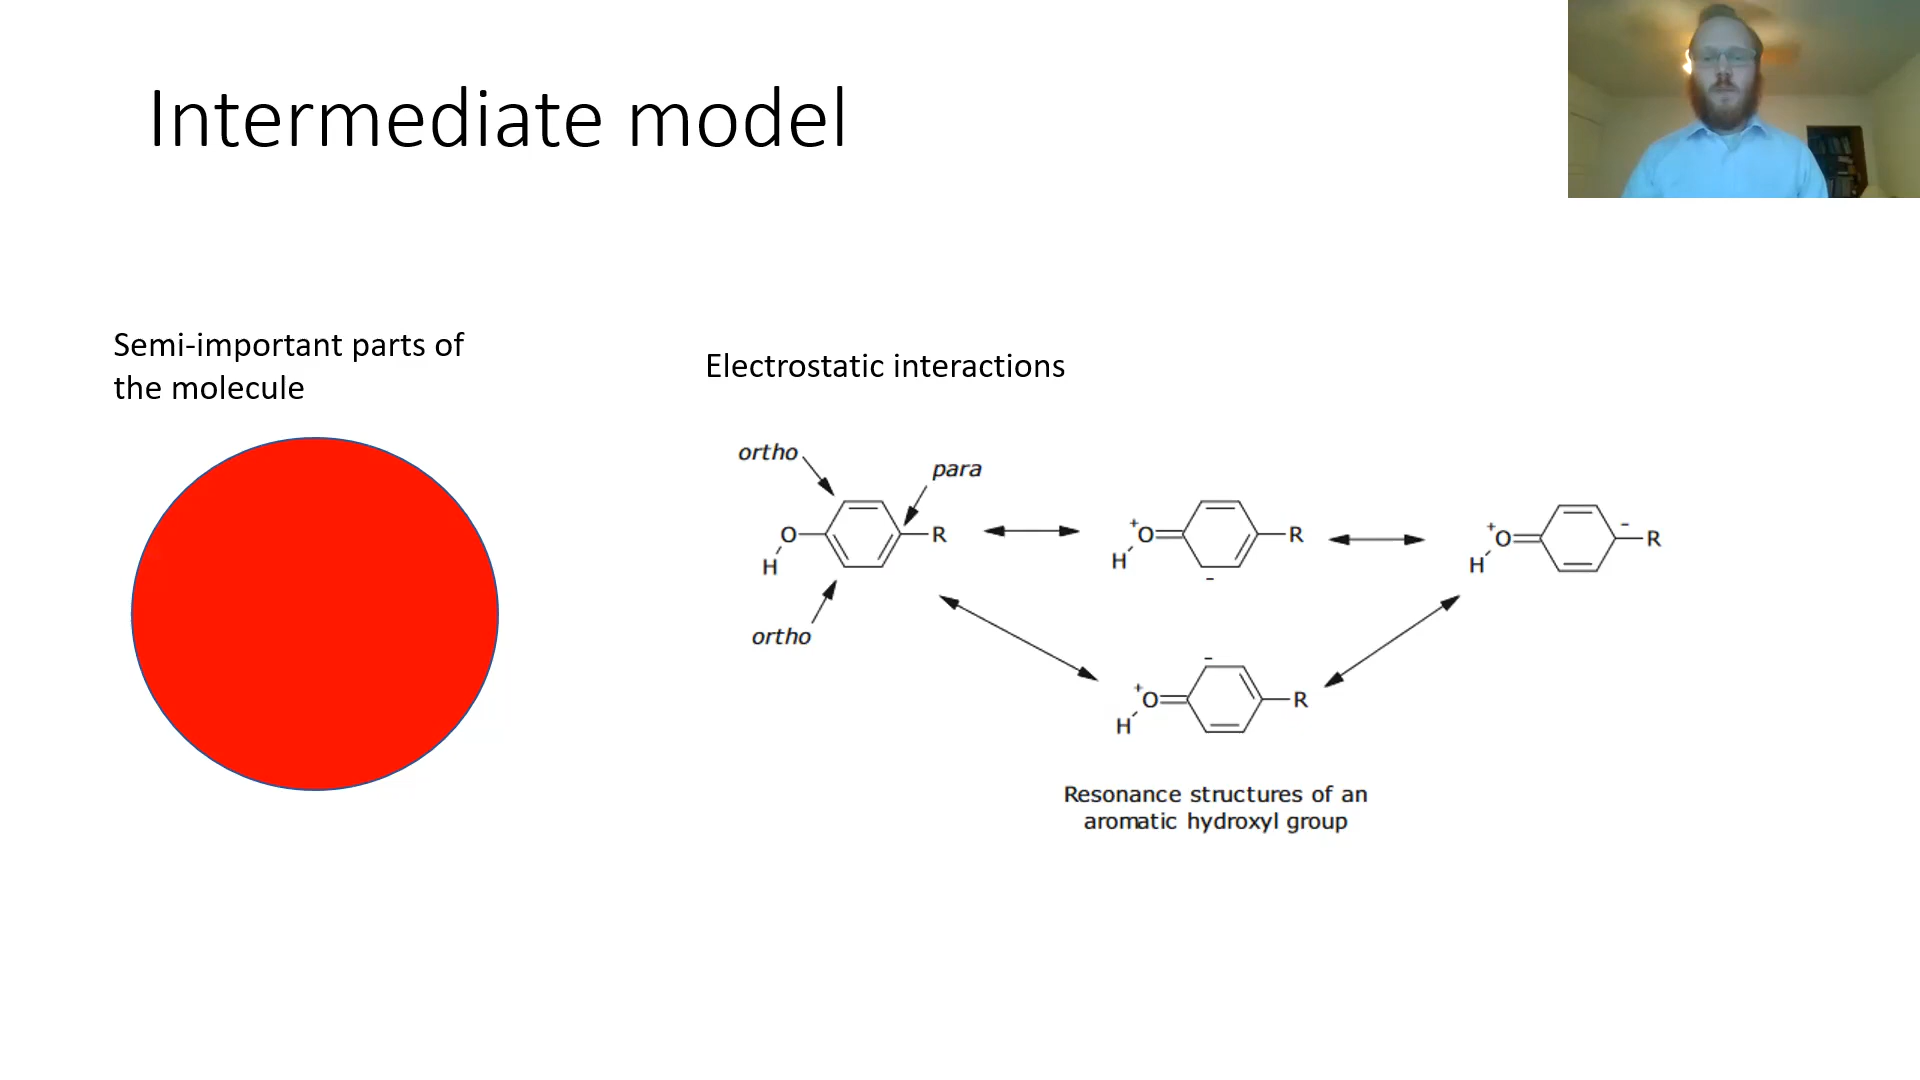 Intermediate model
Semi-important parts of
the molecule
Electrostatic interactions
ortho
para
O
R
H
ortho
+
O
R
H
-
+
O
-
R
H
-
+
O
R
H
Resonance structures of an
aromatic hydroxyl group